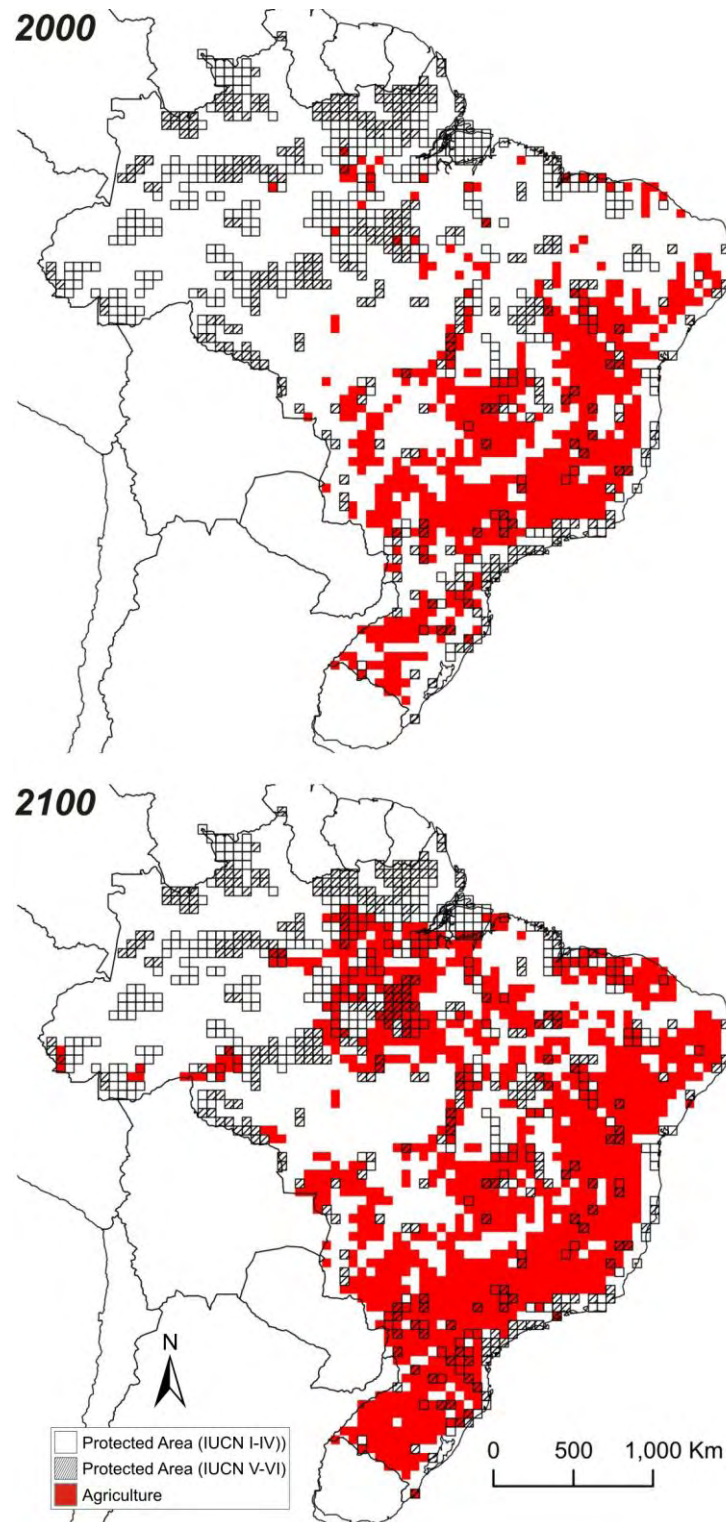 2000
2100
N
Protected Area (IUCN I-IV))
Protected Area (IUCN V-VI)
Agriculture
0 500 1,000 Km